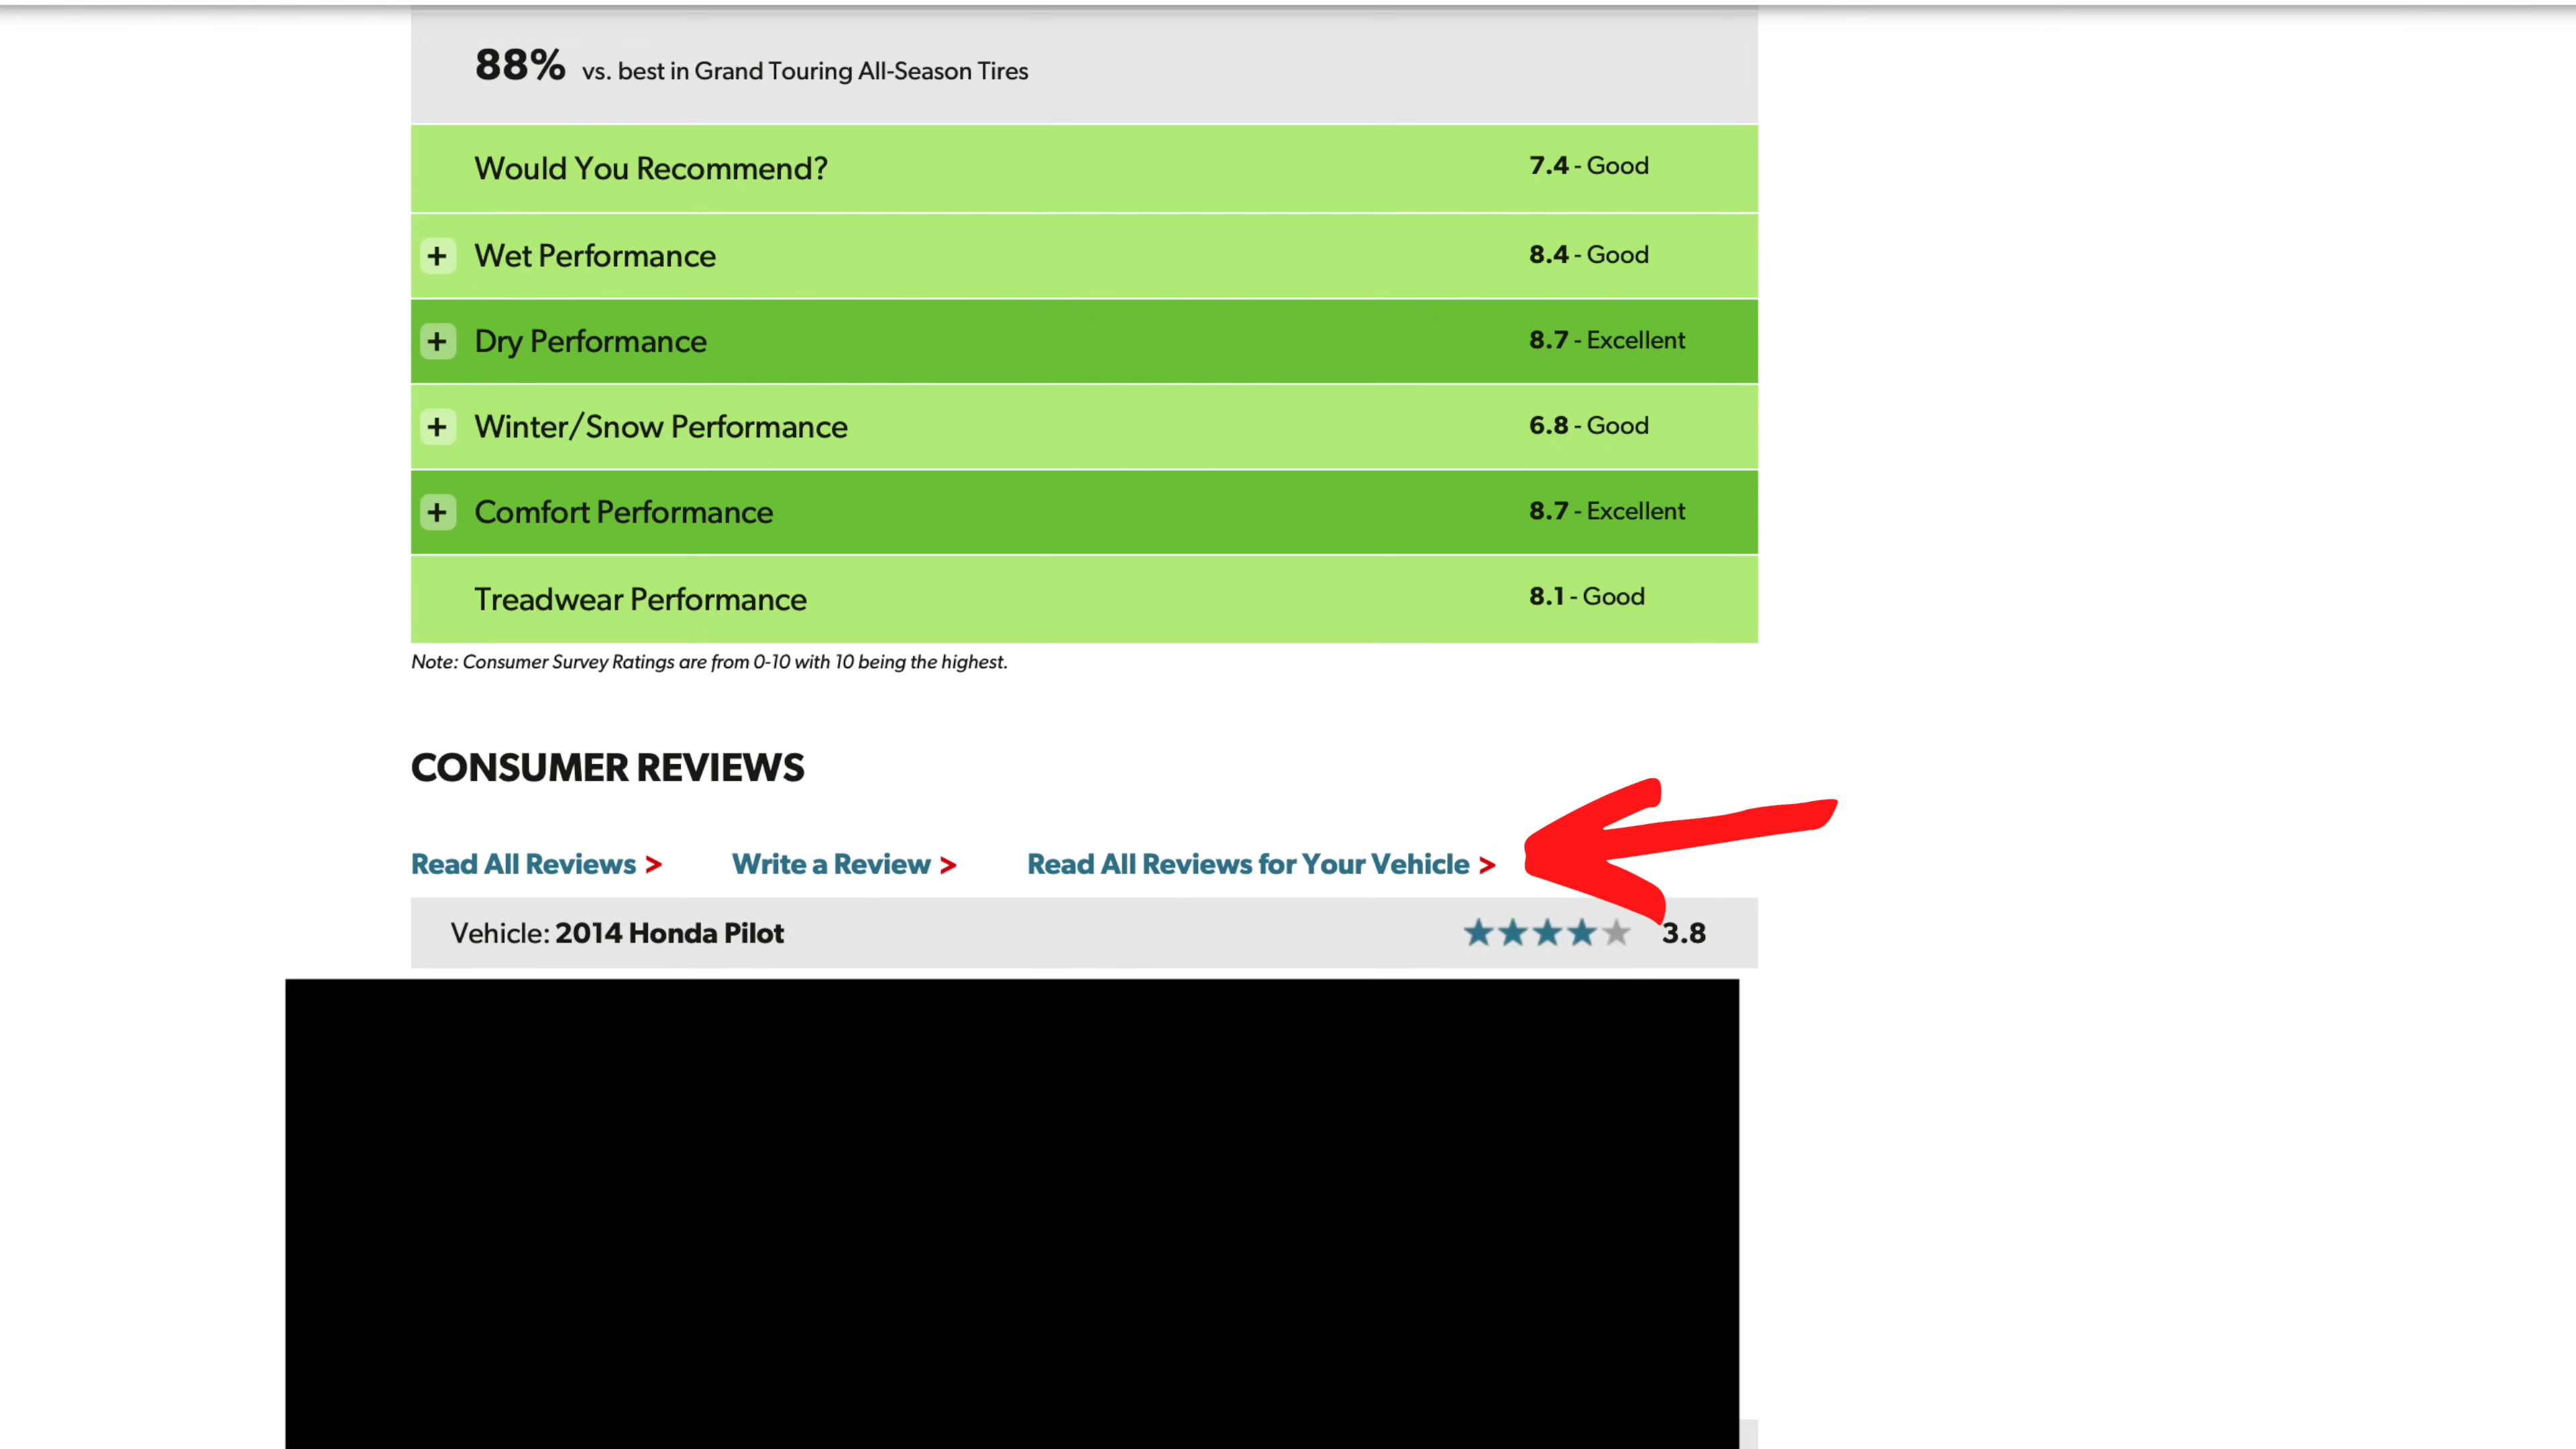 88% vs. best in Grand Touring All-Season Tires
Would You Recommend? 7.4 - Good
+ Wet Performance 8.4 - Good
+ Dry Performance 8.7 - Excellent
+ Winter/Snow Performance 6.8 - Good
+ Comfort Performance 8.7 - Excellent
Treadwear Performance 8.1 - Good
Note: Consumer Survey Ratings are from 0-10 with 10 being the highest.
CONSUMER REVIEWS
Read All Reviews > Write a Review > Read All Reviews for Your Vehicle >
Vehicle: 2014 Honda Pilot 3.8